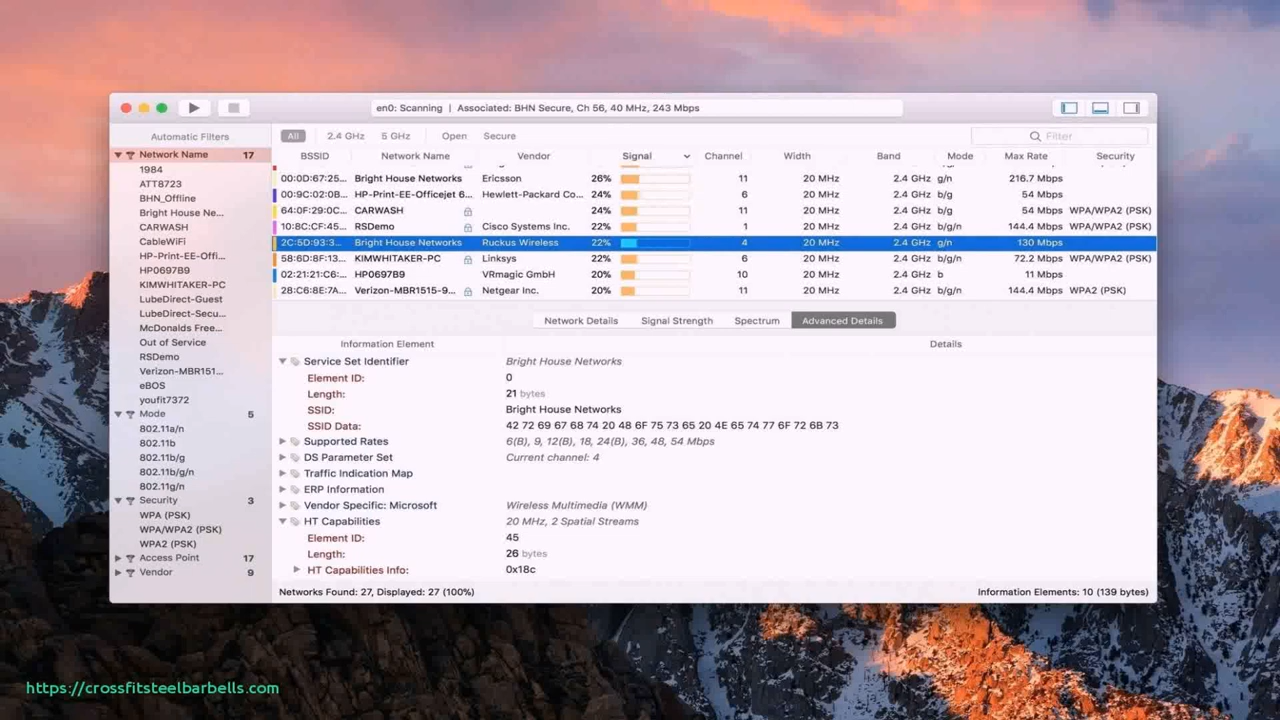 en0: Scanning | Associated: BHN Secure, Ch 56, 40 MHz, 243 Mbps
Automatic Filters
Network Name 17
1984
ATT8723
BHN_Offline
Bright House Ne...
CARWASH
CableWiFi
HP-Print-EE-Offi...
HP0697B9
KIMWHITAKER-PC
LubeDirect-Guest
LubeDirect-Secu...
McDonalds Free...
Out of Service
RSDemo
Verizon-MBR151...
eBOS
youfit7372
Mode 5
802.11a/n
802.11b
802.11b/g
802.11b/g/n
802.11g/n
Security 3
WPA (PSK)
WPA/WPA2 (PSK)
WPA2 (PSK)
Access Point 17
Vendor 9
All 2.4 GHz 5 GHz Open Secure Filter
BSSID Network Name Vendor Signal Channel Width Band Mode Max Rate Security
00:0D:67:25... Bright House Networks Ericsson 26% 11 20 MHz 2.4 GHz g/n 216.7 Mbps
00:9C:02:0B... HP-Print-EE-Officejet 6... Hewlett-Packard Co... 24% 6 20 MHz 2.4 GHz b/g 54 Mbps
64:0F:29:0C... CARWASH 24% 11 20 MHz 2.4 GHz b/g 54 Mbps WPA/WPA2 (PSK)
10:8C:CF:45... RSDemo Cisco Systems Inc. 22% 1 20 MHz 2.4 GHz b/g/n 144.4 Mbps WPA/WPA2 (PSK)
2C:5D:93:3... Bright House Networks Ruckus Wireless 22% 4 20 MHz 2.4 GHz g/n 130 Mbps
58:6D:8F:13... KIMWHITAKER-PC Linksys 22% 6 20 MHz 2.4 GHz b/g/n 72.2 Mbps WPA/WPA2 (PSK)
02:21:21:C6:... HP0697B9 VRmagic GmbH 20% 10 20 MHz 2.4 GHz b 11 Mbps
28:C6:8E:7A... Verizon-MBR1515-9... Netgear Inc. 20% 11 20 MHz 2.4 GHz b/g/n 144.4 Mbps WPA2 (PSK)
Network Details Signal Strength Spectrum Advanced Details
Information Element Details
Service Set Identifier Bright House Networks
Element ID: 0
Length: 21 bytes
SSID: Bright House Networks
SSID Data: 42 72 69 67 68 74 20 48 6F 75 73 65 20 4E 65 74 77 6F 72 6B 73
Supported Rates 6(B), 9, 12(B), 18, 24(B), 36, 48, 54 Mbps
DS Parameter Set Current channel: 4
Traffic Indication Map
ERP Information
Vendor Specific: Microsoft Wireless Multimedia (WMM)
HT Capabilities 20 MHz, 2 Spatial Streams
Element ID: 45
Length: 26 bytes
HT Capabilities Info: 0x18c
Networks Found: 27, Displayed: 27 (100%) Information Elements: 10 (139 bytes)
https://crossfitsteelbarbells.com